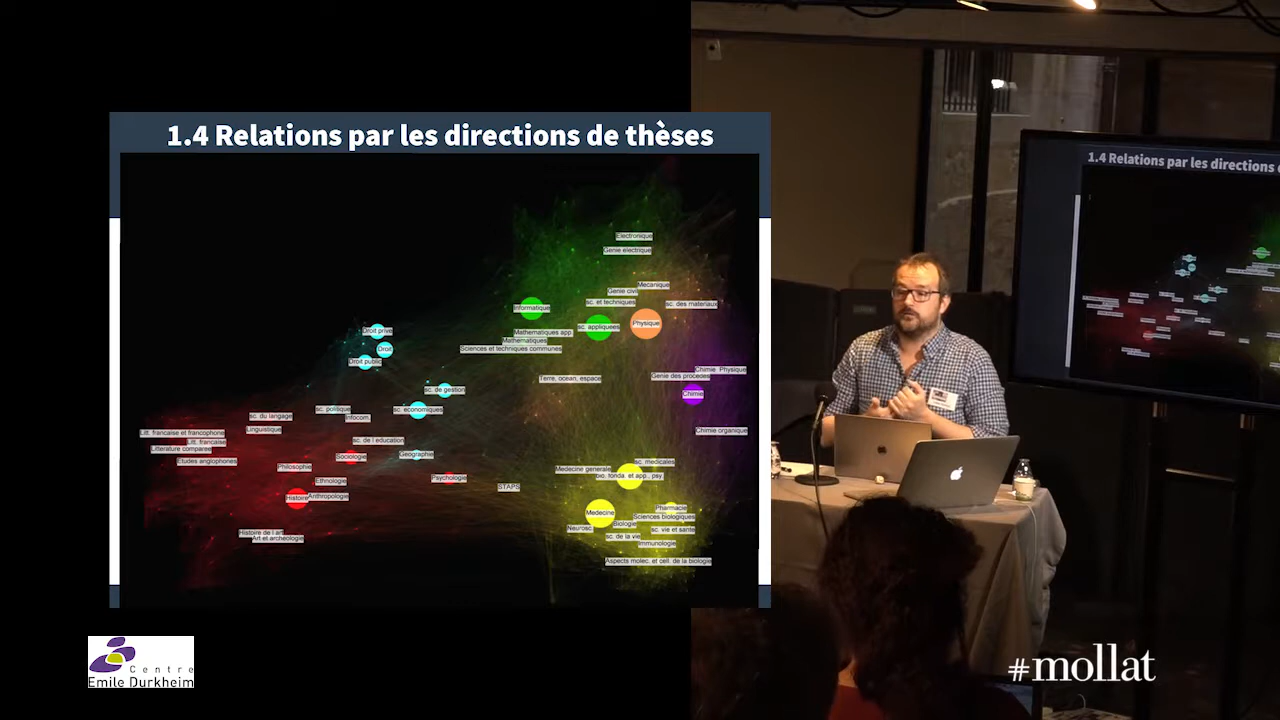 1.4 Relations par les directions de thèses
Electronique
Genie electrique
Mecanique
Genie civil
sc. et techniques
sc. des materiaux
Informatique
sc. appliquees
Physique
Mathematiques app.
Mathematiques
Sciences et techniques communes
Droit prive
Droit
Droit public
Terre, ocean, espace
Chimie Physique
Genie des procedes
Chimie
sc. de gestion
sc. politique
sc. economiques
Infocom.
sc. du langage
Linguistique
Chimie organique
Litt. francaise et francophone
Litt. francaise
Litterature comparee
Etudes anglophones
sc. de l education
Sociologie
Geographie
Philosophie
Ethnologie
Psychologie
STAPS
Histoire
Anthropologie
Histoire de l art
Art et archeologie
sc. medicales
Medecine generale
bio. fonda. et app., psy
Medecine
Pharmacie
Sciences biologiques
Biologie
Neurosc.
sc. vie et sante
sc. de la vie
Immunologie
Aspects molec. et cell. de la biologie
1.4 Relations par les directions
Centre
Emile Durkheim
#mollat